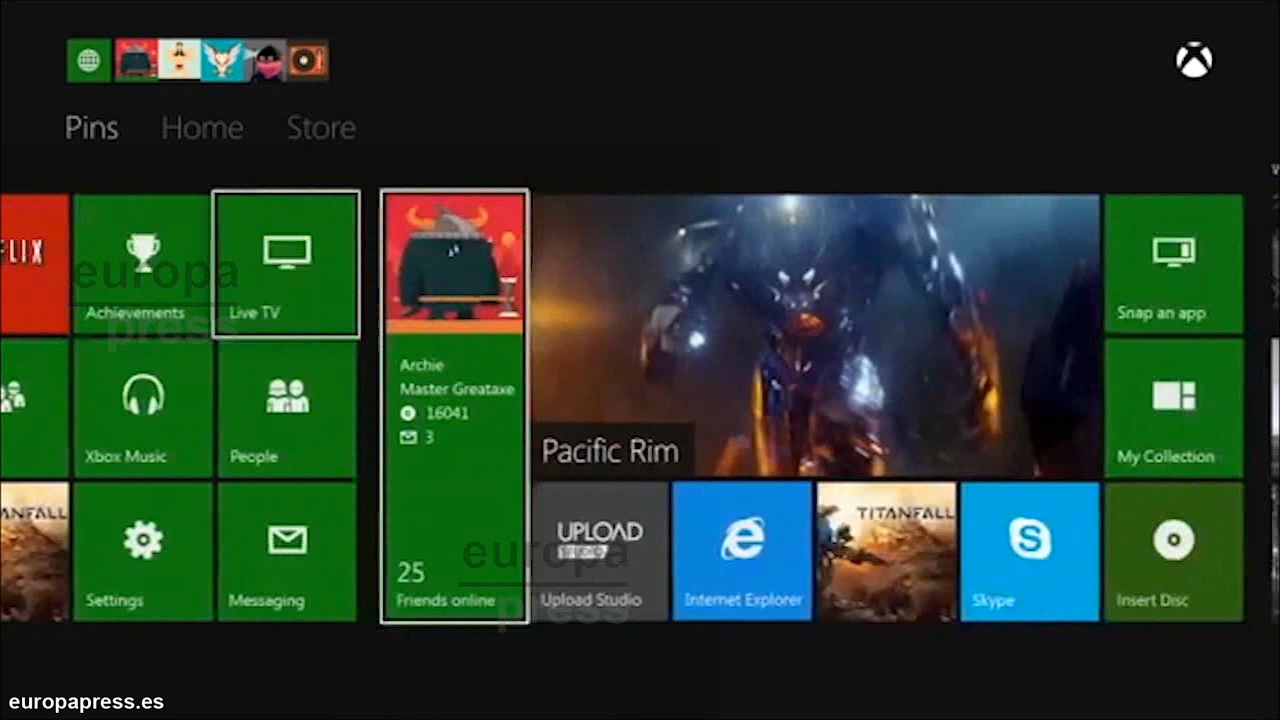 Pins Home Store
FLIX
Achievements
Live TV
Archie
Master Greataxe
16041
3
Pacific Rim
Snap an app
Xbox Music
People
My Collection
ANFALL
UPLOAD
STUDIO
TITANFALL
25
Settings
Messaging
Friends online
Upload Studio
Internet Explorer
Skype
Insert Disc
europa
press
europa
press
europapress.es